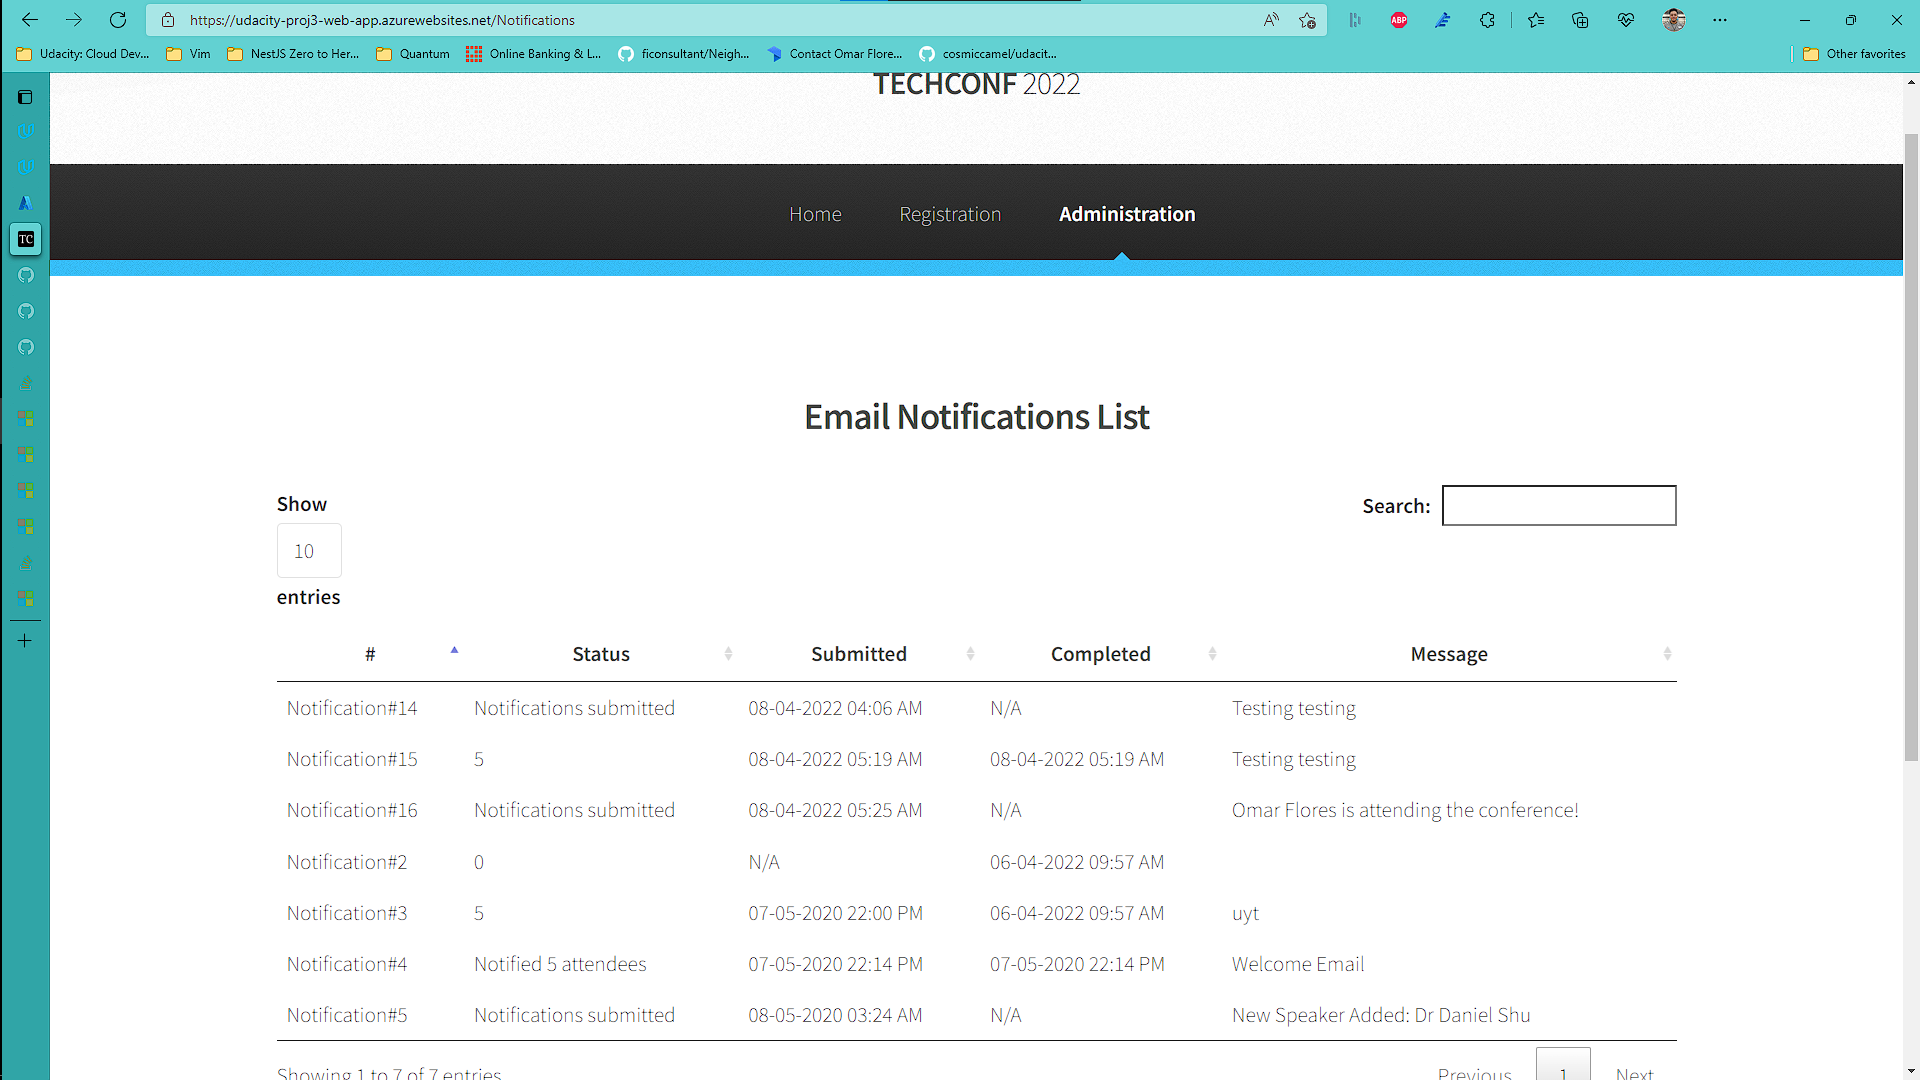 https://udacity-proj3-web-app.azurewebsites.net/Notifications
ABP
Udacity: Cloud Dev...
Vim
NestJS Zero to Her...
Quantum
Online Banking & L...
ficonsultant/Neigh...
Contact Omar Flore...
cosmiccamel/udacit...
Other favorites
TC
TECHCONF 2022
Home
Registration
Administration
Email Notifications List
Show
10
entries
Search:
# Status Submitted Completed Message
Notification#14 Notifications submitted 08-04-2022 04:06 AM N/A Testing testing
Notification#15 5 08-04-2022 05:19 AM 08-04-2022 05:19 AM Testing testing
Notification#16 Notifications submitted 08-04-2022 05:25 AM N/A Omar Flores is attending the conference!
Notification#2 0 N/A 06-04-2022 09:57 AM
Notification#3 5 07-05-2020 22:00 PM 06-04-2022 09:57 AM uyt
Notification#4 Notified 5 attendees 07-05-2020 22:14 PM 07-05-2020 22:14 PM Welcome Email
Notification#5 Notifications submitted 08-05-2020 03:24 AM N/A New Speaker Added: Dr Daniel Shu
Showing 1 to 7 of 7 entries
Previous 1 Next